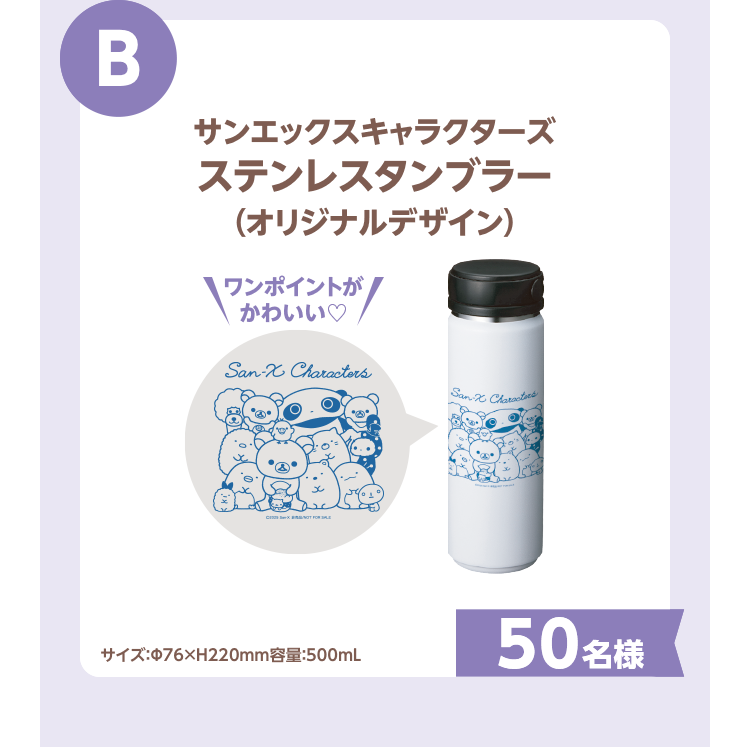 B
サンエックスキャラクターズ
ステンレスタンブラー
(オリジナルデザイン)
ワンポイントが
かわいい♡
San-X Characters
San-X Characters
サイズ:Φ76×H220mm容量:500mL
50名様